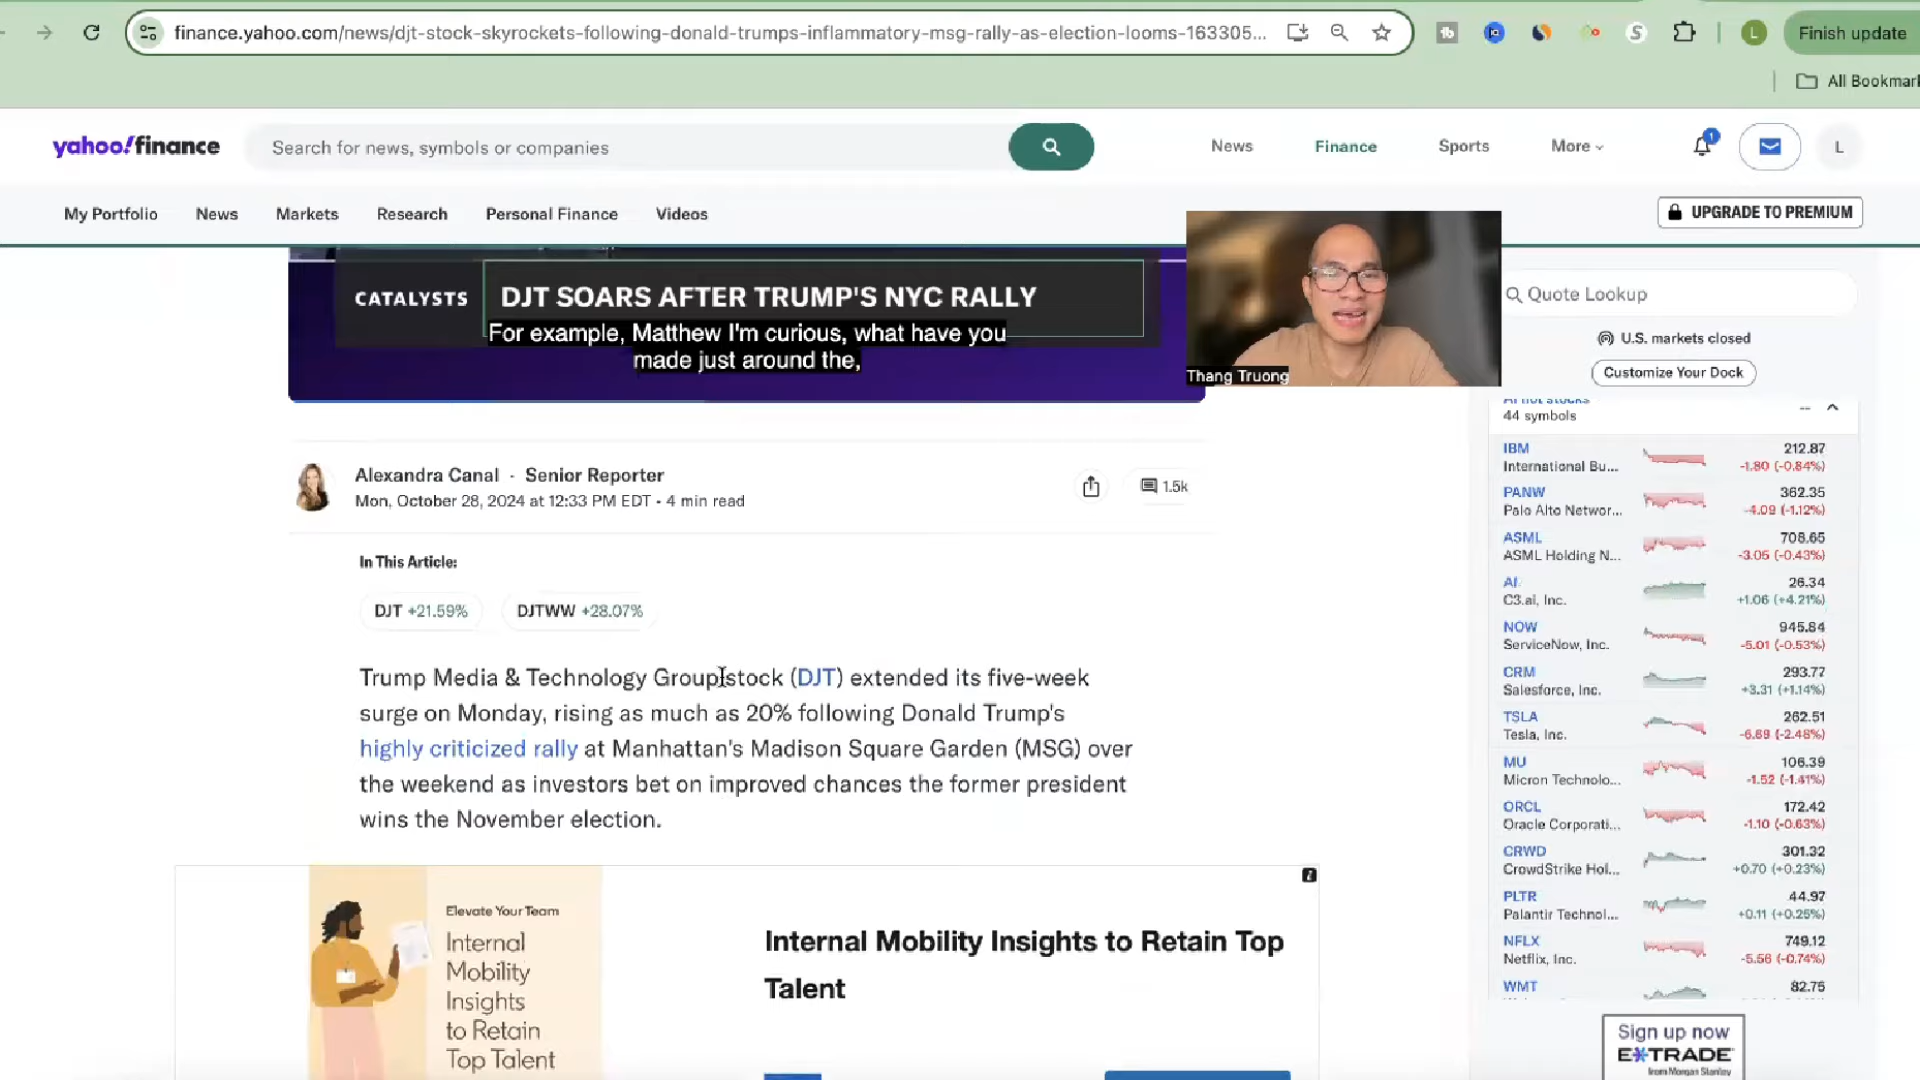 finance.yahoo.com/news/djt-stock-skyrockets-following-donald-trumps-inflammatory-msg-rally-as-election-looms-163305...
L
Finish update
All Bookmar
yahoo!finance
Search for news, symbols or companies
News
Finance
Sports
More
1
L
My Portfolio
News
Markets
Research
Personal Finance
Videos
UPGRADE TO PREMIUM
CATALYSTS
DJT SOARS AFTER TRUMP'S NYC RALLY
For example, Matthew I'm curious, what have you
made just around the,
Thang Truong
Quote Lookup
U.S. markets closed
Customize Your Dock
44 symbols
--
Alexandra Canal · Senior Reporter
Mon, October 28, 2024 at 12:33 PM EDT • 4 min read
1.5k
In This Article:
DJT +21.59%
DJTWW +28.07%
Trump Media & Technology Group stock (DJT) extended its five-week
surge on Monday, rising as much as 20% following Donald Trump's
highly criticized rally at Manhattan's Madison Square Garden (MSG) over
the weekend as investors bet on improved chances the former president
wins the November election.
Elevate Your Team
Internal
Mobility
Insights
to Retain
Top Talent
Internal Mobility Insights to Retain Top
Talent
IBM 212.87
International Bu... -1.80 (-0.84%)
PANW 362.35
Palo Alto Networ... -4.09 (-1.12%)
ASML 708.65
ASML Holding N... -3.05 (-0.43%)
AI 26.34
C3.ai, Inc. +1.06 (+4.21%)
NOW 945.84
ServiceNow, Inc. -5.01 (-0.53%)
CRM 293.77
Salesforce, Inc. +3.31 (+1.14%)
TSLA 262.51
Tesla, Inc. -6.69 (-2.48%)
MU 106.39
Micron Technolo... -1.52 (-1.41%)
ORCL 172.42
Oracle Corporati... -1.10 (-0.63%)
CRWD 301.32
CrowdStrike Hol... +0.70 (+0.23%)
PLTR 44.97
Palantir Technol... +0.11 (+0.25%)
NFLX 749.12
Netflix, Inc. -5.56 (-0.74%)
WMT 82.75
Sign up now
E*TRADE
from Morgan Stanley